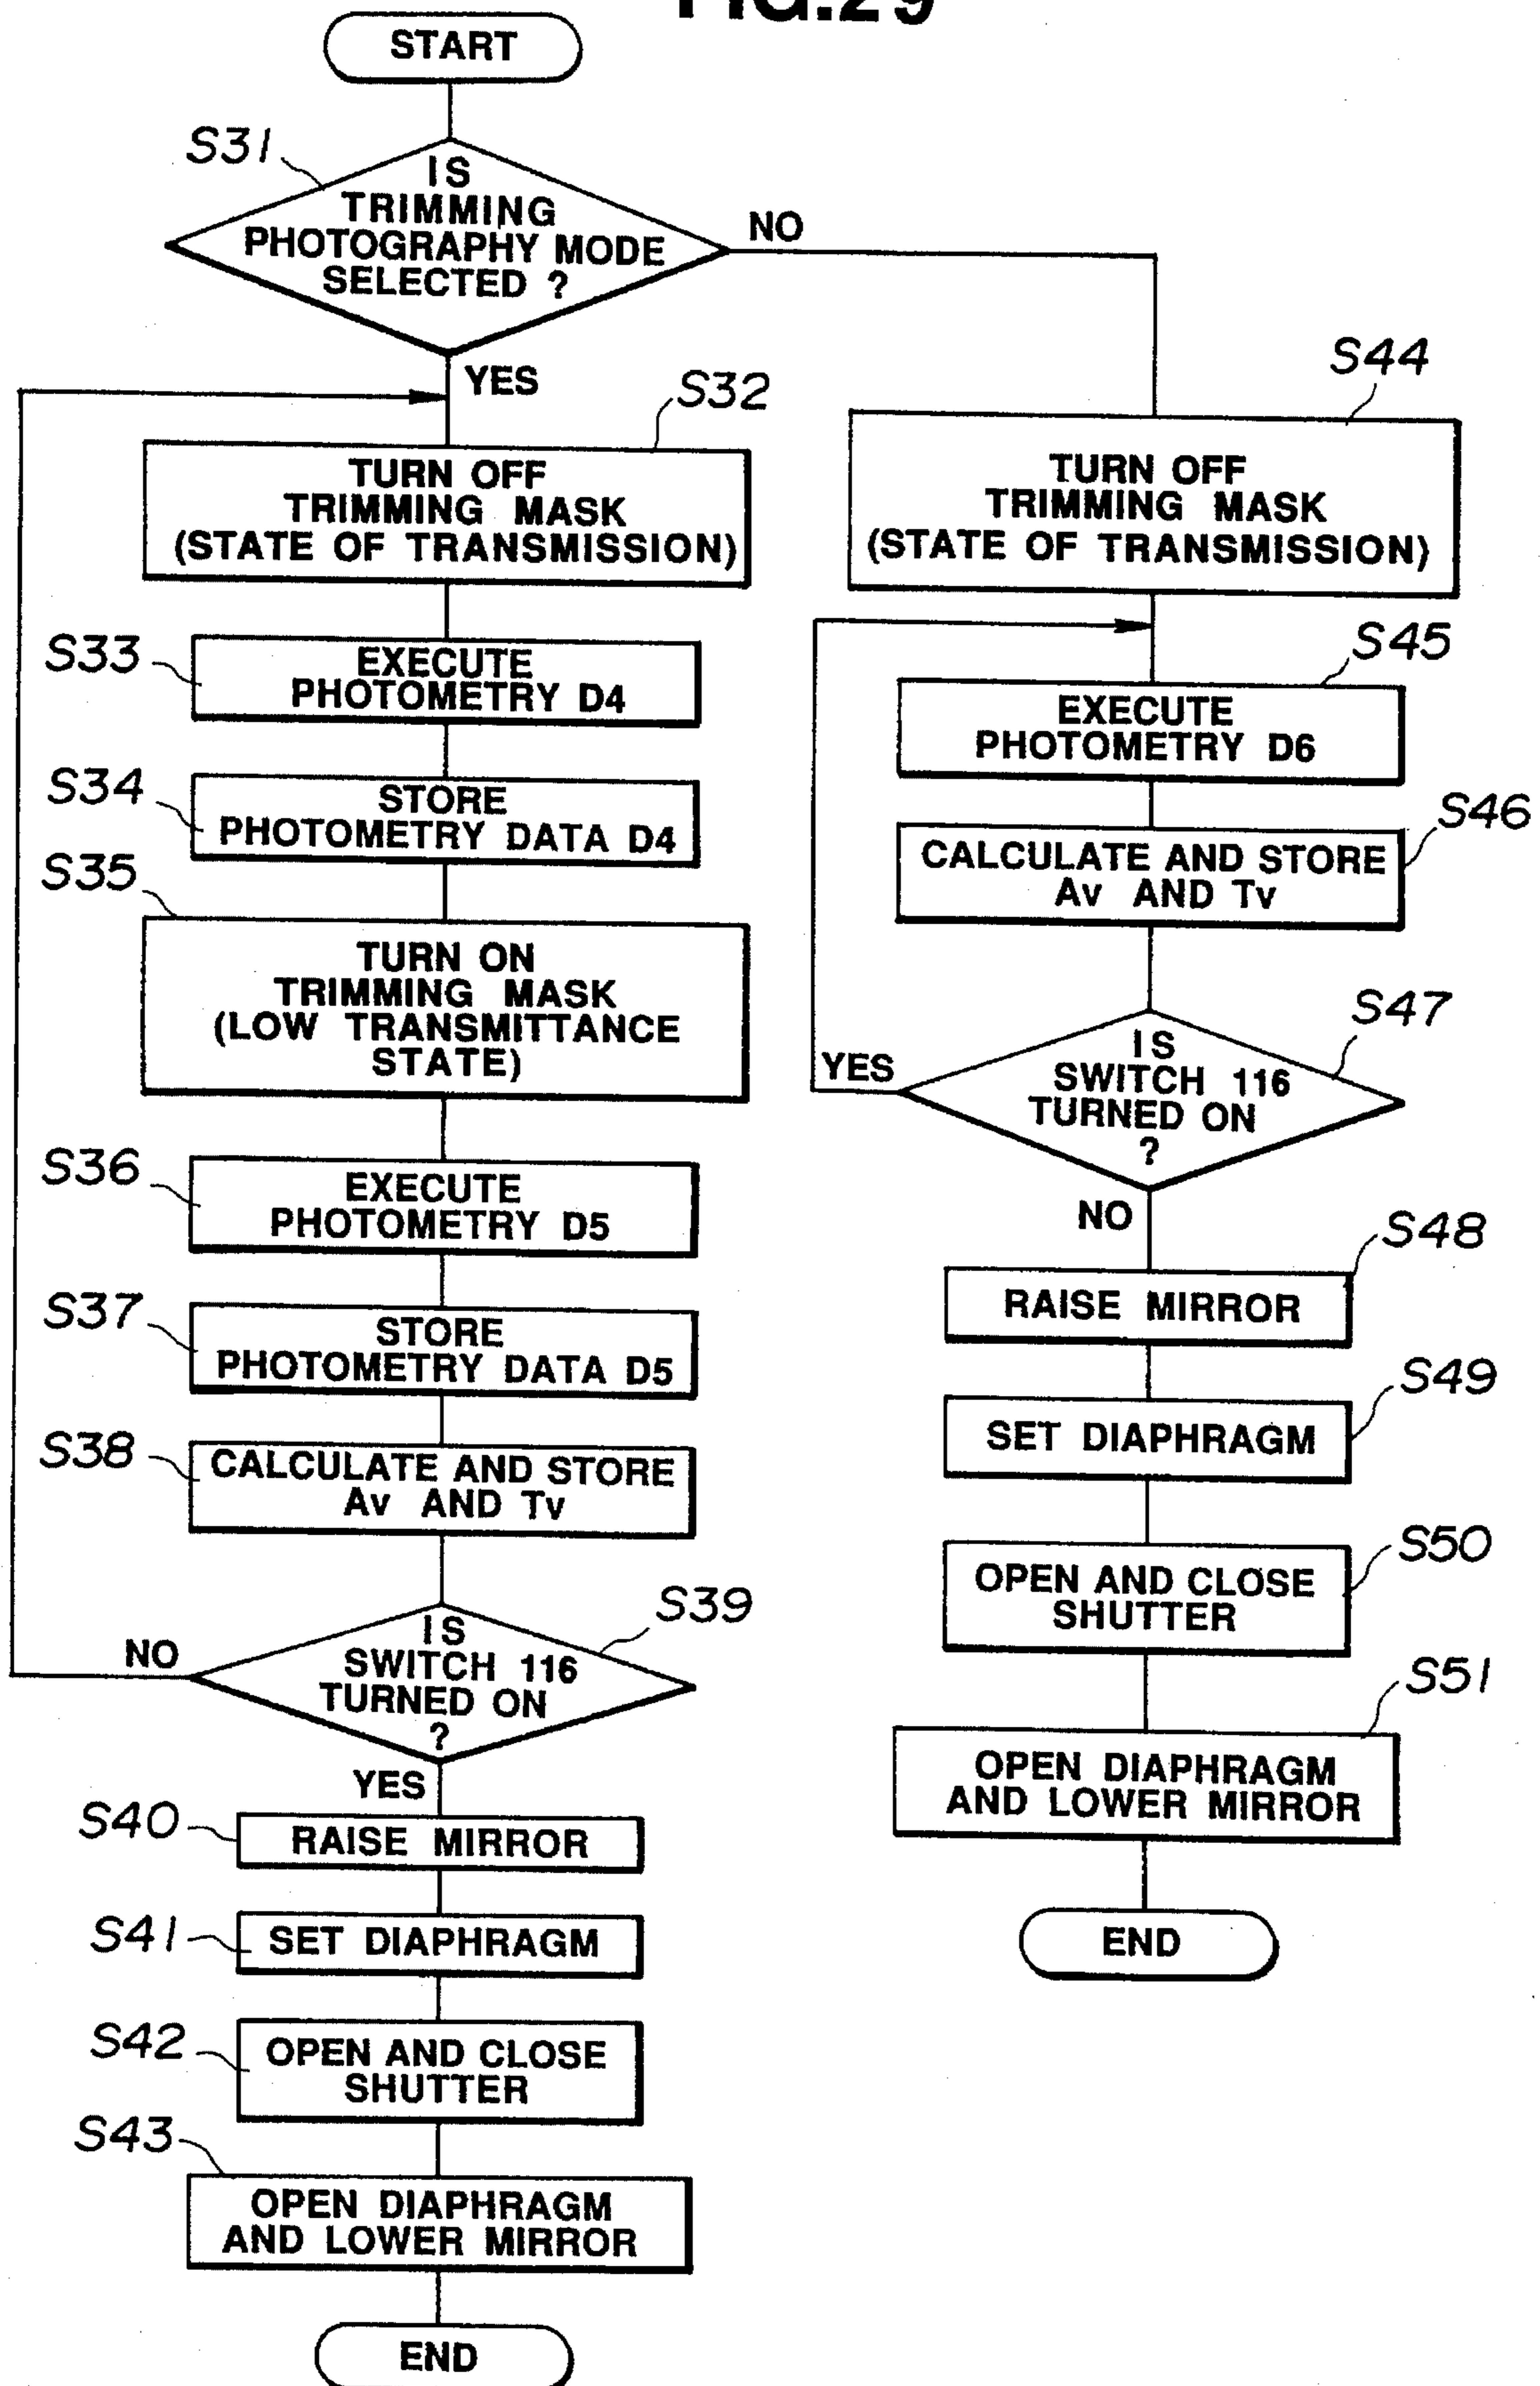 FIG.29
START
S31
IS
TRIMMING
PHOTOGRAPHY MODE
SELECTED ?
NO
YES
S32
TURN OFF
TRIMMING MASK
(STATE OF TRANSMISSION)
S33
EXECUTE
PHOTOMETRY D4
S34
STORE
PHOTOMETRY DATA D4
S35
TURN ON
TRIMMING MASK
(LOW TRANSMITTANCE
STATE)
S36
EXECUTE
PHOTOMETRY D5
S37
STORE
PHOTOMETRY DATA D5
S38
CALCULATE AND STORE
Av AND Tv
S39
IS
SWITCH 116
TURNED ON
?
NO
YES
S40
RAISE MIRROR
S41
SET DIAPHRAGM
S42
OPEN AND CLOSE
SHUTTER
S43
OPEN DIAPHRAGM
AND LOWER MIRROR
END
S44
TURN OFF
TRIMMING MASK
(STATE OF TRANSMISSION)
S45
EXECUTE
PHOTOMETRY D6
S46
CALCULATE AND STORE
Av AND Tv
S47
IS
SWITCH 116
TURNED ON
?
YES
NO
S48
RAISE MIRROR
S49
SET DIAPHRAGM
S50
OPEN AND CLOSE
SHUTTER
S51
OPEN DIAPHRAGM
AND LOWER MIRROR
END